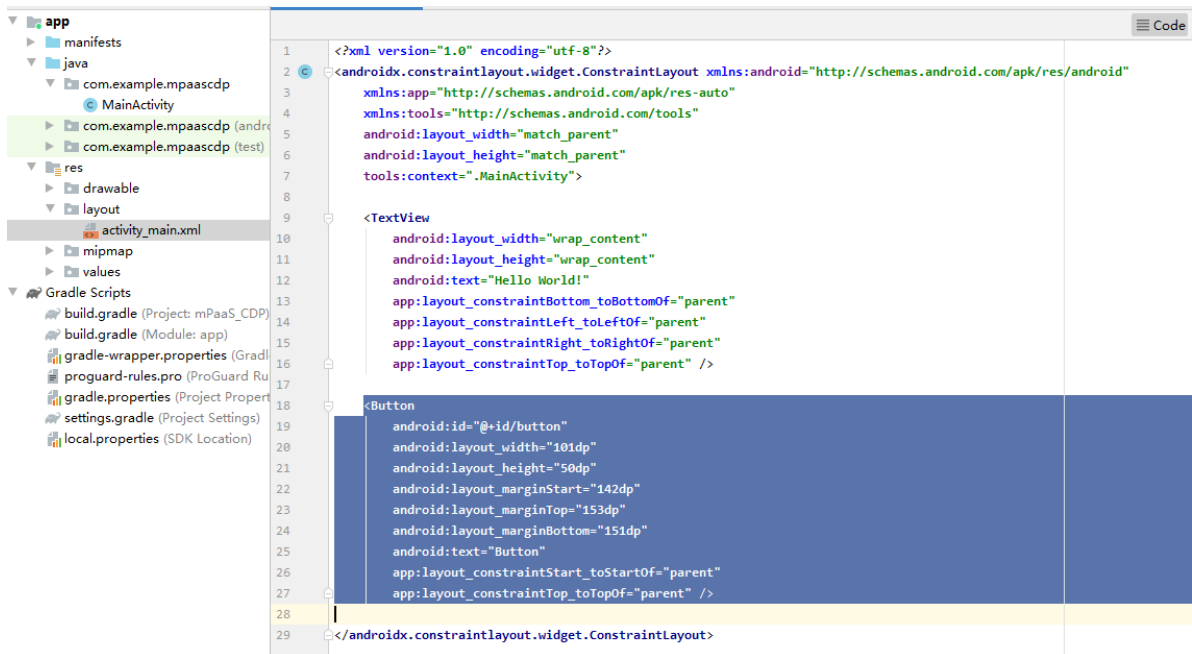 app
manifests
java
com.example.mpaascdp
MainActivity
com.example.mpaascdp (andro
com.example.mpaascdp (test)
res
drawable
layout
activity_main.xml
mipmap
values
Gradle Scripts
build.gradle (Project: mPaaS_CDP)
build.gradle (Module: app)
gradle-wrapper.properties (Gradl
proguard-rules.pro (ProGuard Ru
gradle.properties (Project Propert
settings.gradle (Project Settings)
local.properties (SDK Location)
Code
1 <?xml version="1.0" encoding="utf-8"?>
2 C <androidx.constraintlayout.widget.ConstraintLayout xmlns:android="http://schemas.android.com/apk/res/android"
3 xmlns:app="http://schemas.android.com/apk/res-auto"
4 xmlns:tools="http://schemas.android.com/tools"
5 android:layout_width="match_parent"
6 android:layout_height="match_parent"
7 tools:context=".MainActivity">
8
9 <TextView
10 android:layout_width="wrap_content"
11 android:layout_height="wrap_content"
12 android:text="Hello World!"
13 app:layout_constraintBottom_toBottomOf="parent"
14 app:layout_constraintLeft_toLeftOf="parent"
15 app:layout_constraintRight_toRightOf="parent"
16 app:layout_constraintTop_toTopOf="parent" />
17
18 <Button
19 android:id="@+id/button"
20 android:layout_width="101dp"
21 android:layout_height="50dp"
22 android:layout_marginStart="142dp"
23 android:layout_marginTop="153dp"
24 android:layout_marginBottom="151dp"
25 android:text="Button"
26 app:layout_constraintStart_toStartOf="parent"
27 app:layout_constraintTop_toTopOf="parent" />
28
29 </androidx.constraintlayout.widget.ConstraintLayout>